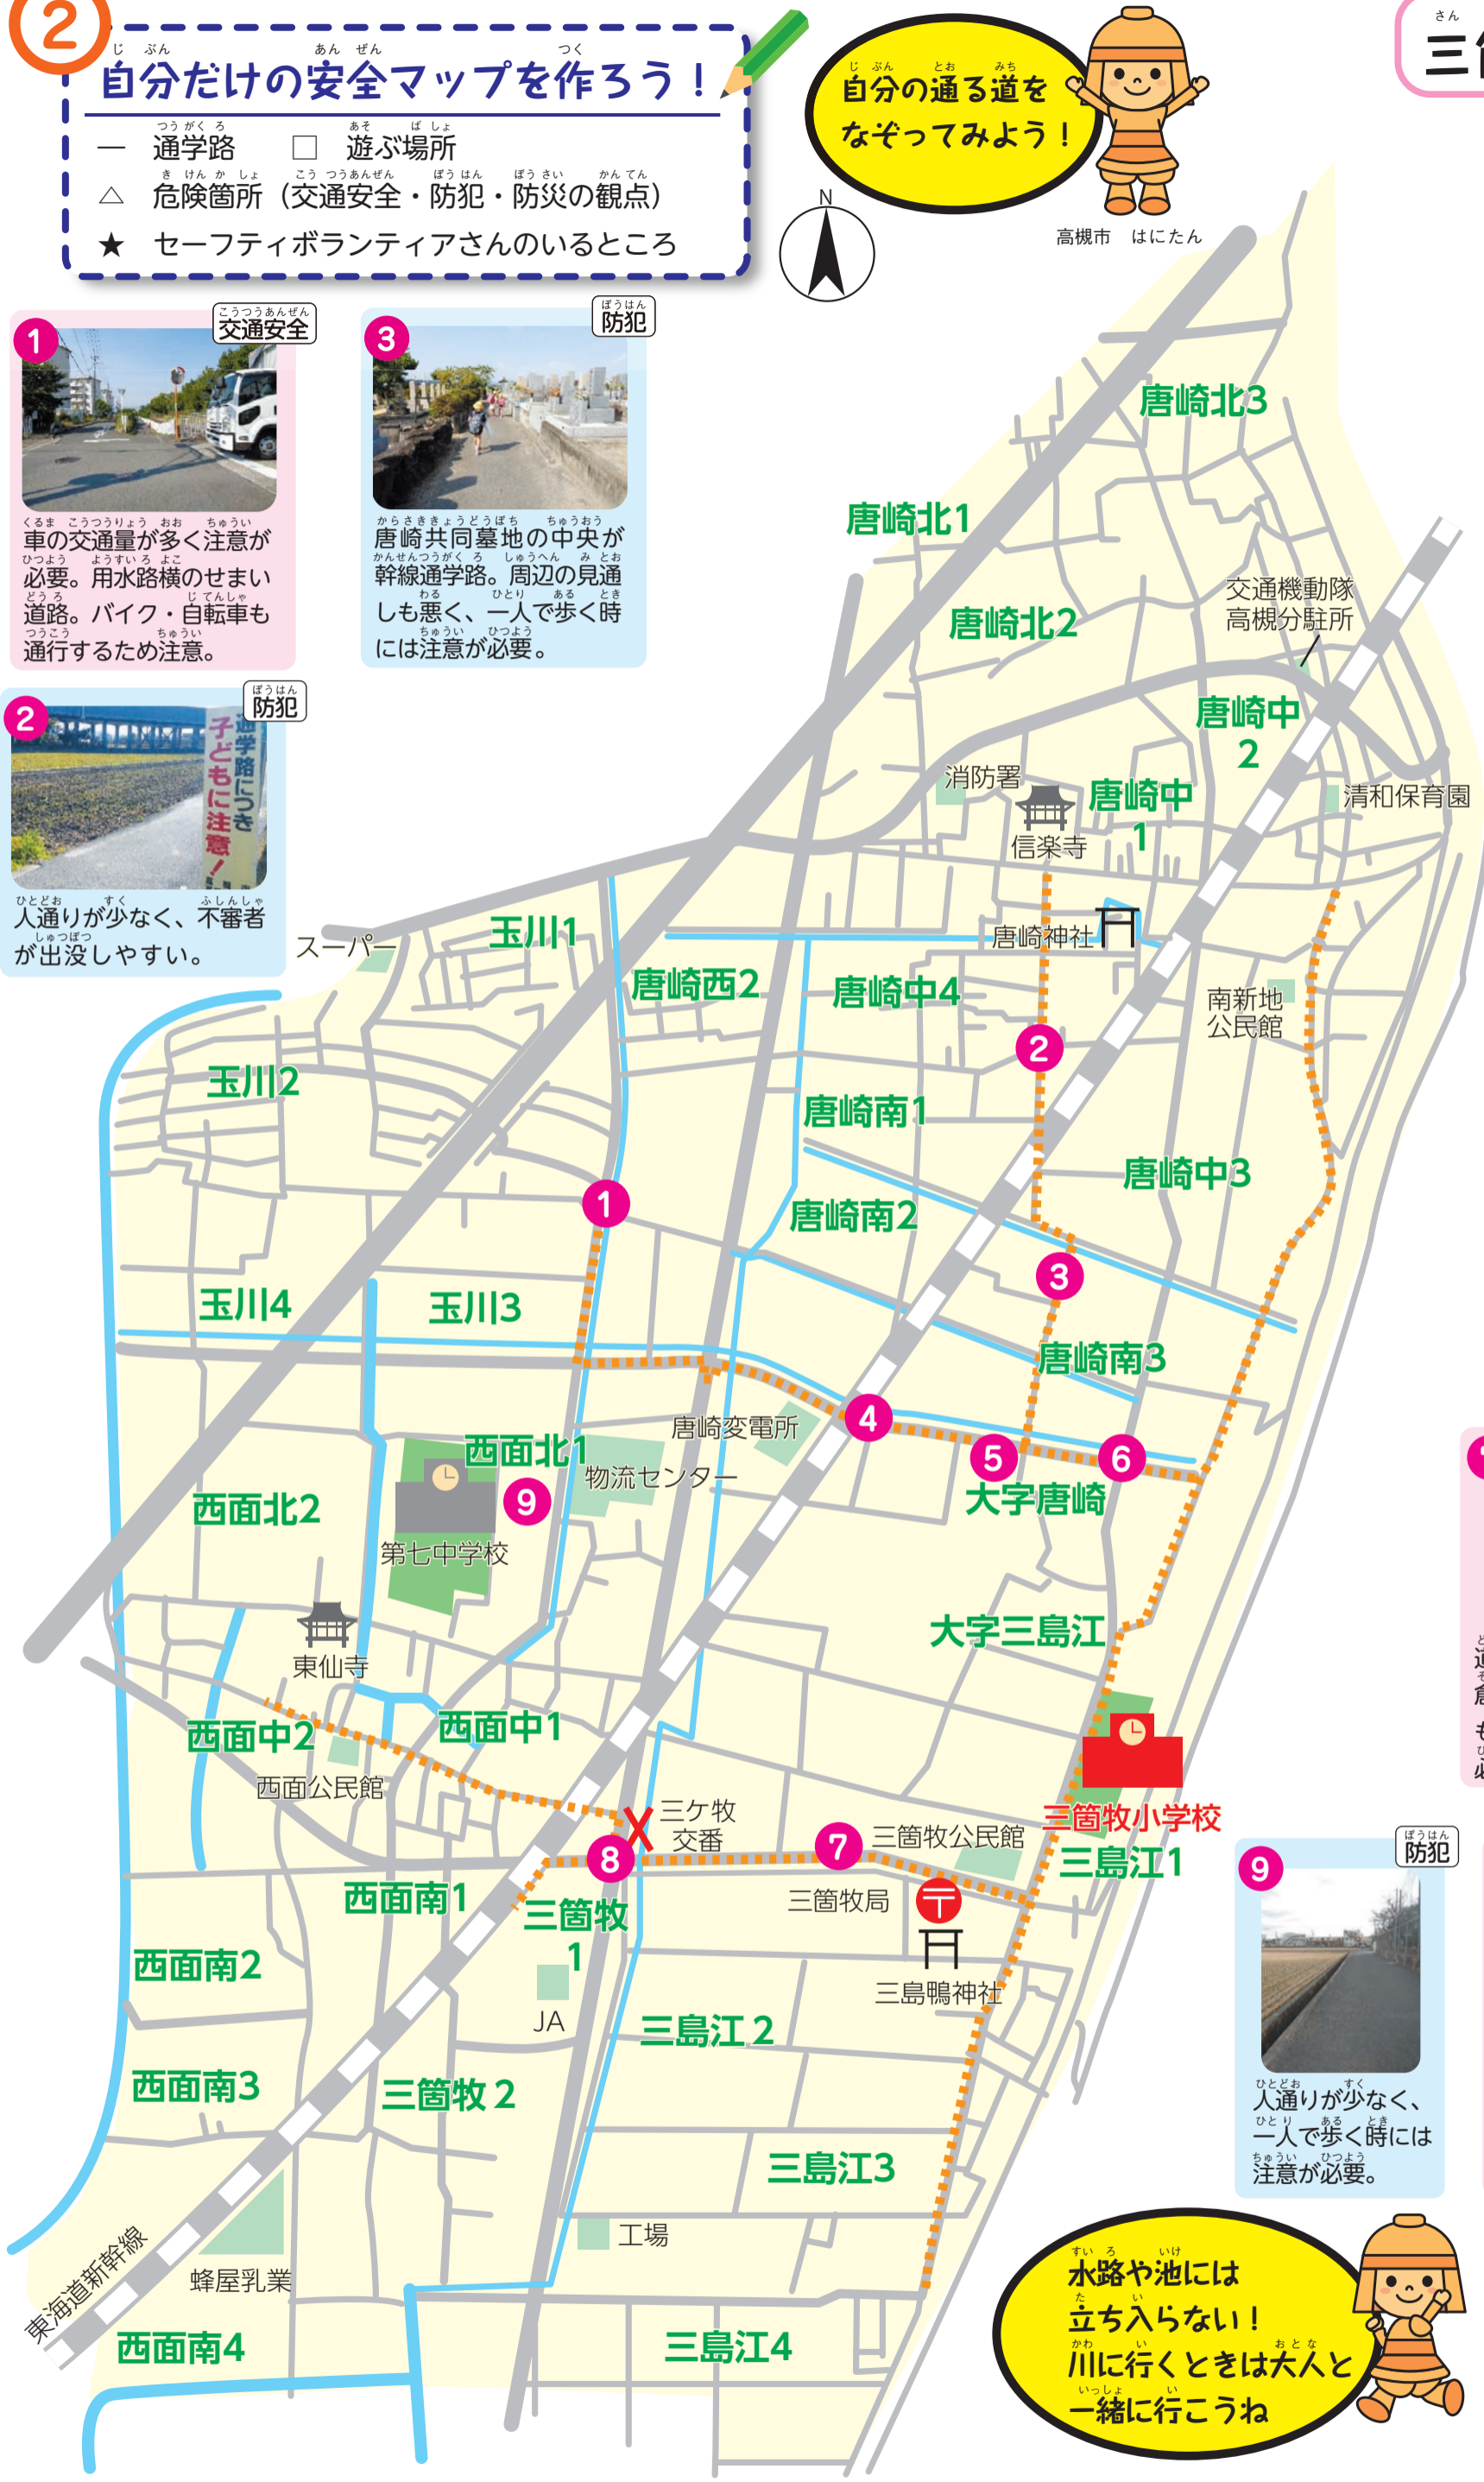 2
自分だけの安全マップを作ろう！
― 通学路 □ 遊ぶ場所
△ 危険箇所（交通安全・防犯・防災の観点）
★ セーフティボランティアさんのいるところ
自分の通る道を
なぞってみよう！
高槻市 はにたん
N
1
交通安全
車の交通量が多く注意が
必要。用水路横のせまい
道路。バイク・自転車も
通行するため注意。
3
防犯
唐崎共同墓地の中央が
幹線通学路。周辺の見通
しも悪く、一人で歩く時
には注意が必要。
2
防犯
通学路につき
子どもに注意！
人通りが少なく、不審者
が出没しやすい。
唐崎北3
唐崎北1
唐崎北2
交通機動隊
高槻分駐所
唐崎中
2
消防署
唐崎中
1
清和保育園
信楽寺
スーパー
玉川1
唐崎神社
唐崎西2
唐崎中4
南新地
公民館
2
玉川2
唐崎南1
唐崎中3
1
唐崎南2
3
玉川4
玉川3
唐崎南3
4
唐崎変電所
西面北1
5
6
物流センター
9
大字唐崎
西面北2
第七中学校
大字三島江
東仙寺
西面中2
西面中1
西面公民館
三ケ牧
交番
三箇牧小学校
7
三箇牧公民館
8
三島江1
西面南1
三箇牧
1
三箇牧局
〒
西面南2
三島鴨神社
JA
三島江2
西面南3
三箇牧2
三島江3
工場
東海道新幹線
蜂屋乳業
西面南4
三島江4
9
防犯
人通りが少なく、
一人で歩く時には
注意が必要。
水路や池には
立ち入らない！
川に行くときは大人と
一緒に行こうね